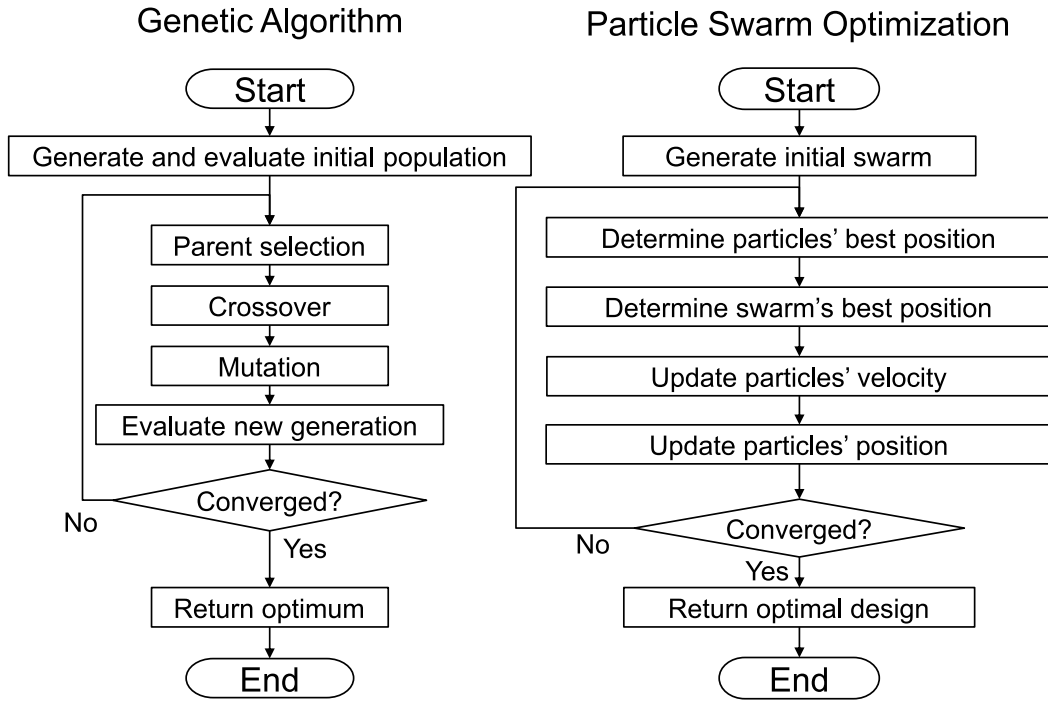 Genetic Algorithm
Start
Generate and evaluate initial population
Parent selection
Crossover
Mutation
Evaluate new generation
Converged?
No
Yes
Return optimum
End
Particle Swarm Optimization
Start
Generate initial swarm
Determine particles’ best position
Determine swarm’s best position
Update particles’ velocity
Update particles’ position
Converged?
No
Yes
Return optimal design
End